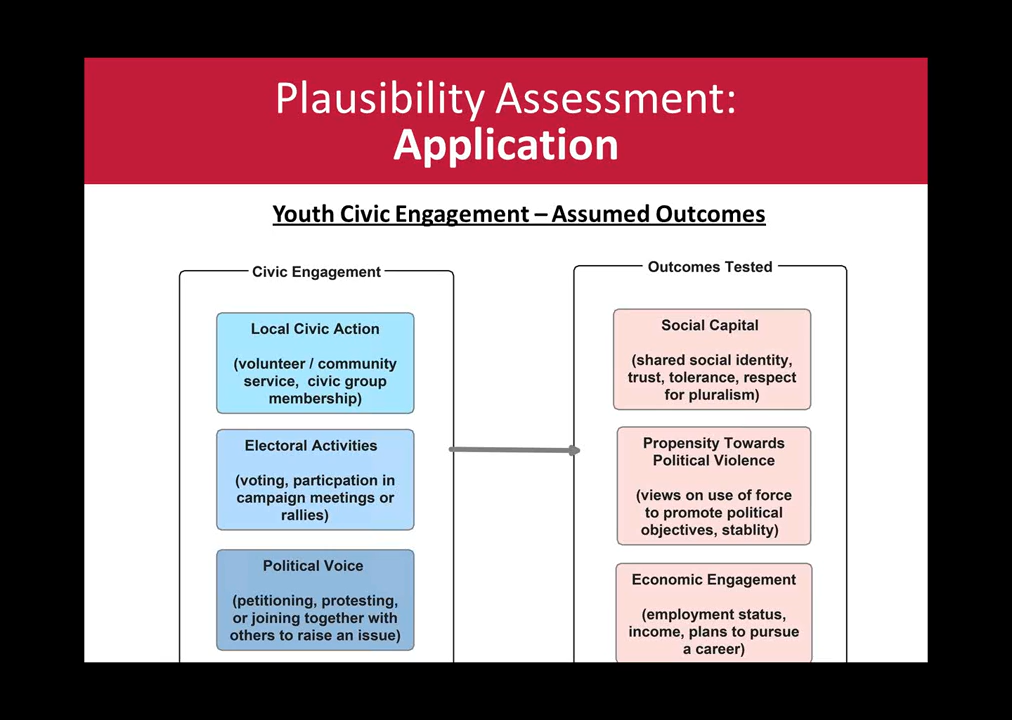 Plausibility Assessment:
Application
Youth Civic Engagement – Assumed Outcomes
Civic Engagement
Local Civic Action
(volunteer / community
service, civic group
membership)
Electoral Activities
(voting, particpation in
campaign meetings or
rallies)
Political Voice
(petitioning, protesting,
or joining together with
others to raise an issue)
Outcomes Tested
Social Capital
(shared social identity,
trust, tolerance, respect
for pluralism)
Propensity Towards
Political Violence
(views on use of force
to promote political
objectives, stablity)
Economic Engagement
(employment status,
income, plans to pursue
a career)